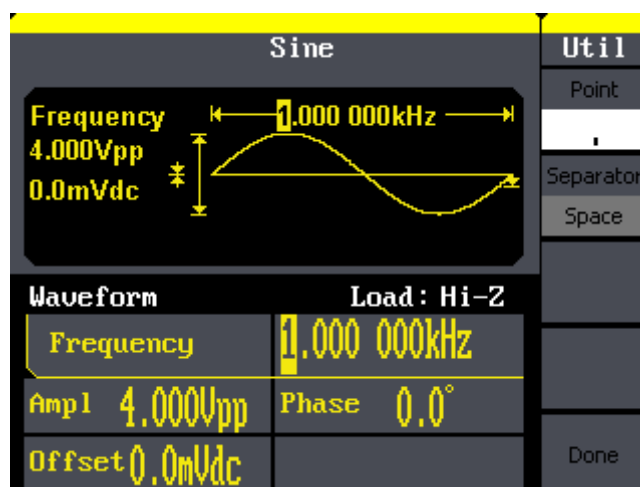 Sine
Util
Frequency
1.000 000kHz
4.000Vpp
0.0mVdc
Point
.
Separator
Space
Waveform Load: Hi-Z
Frequency 1.000 000kHz
Ampl 4.000Vpp Phase 0.0°
Offset 0.0mVdc
Done